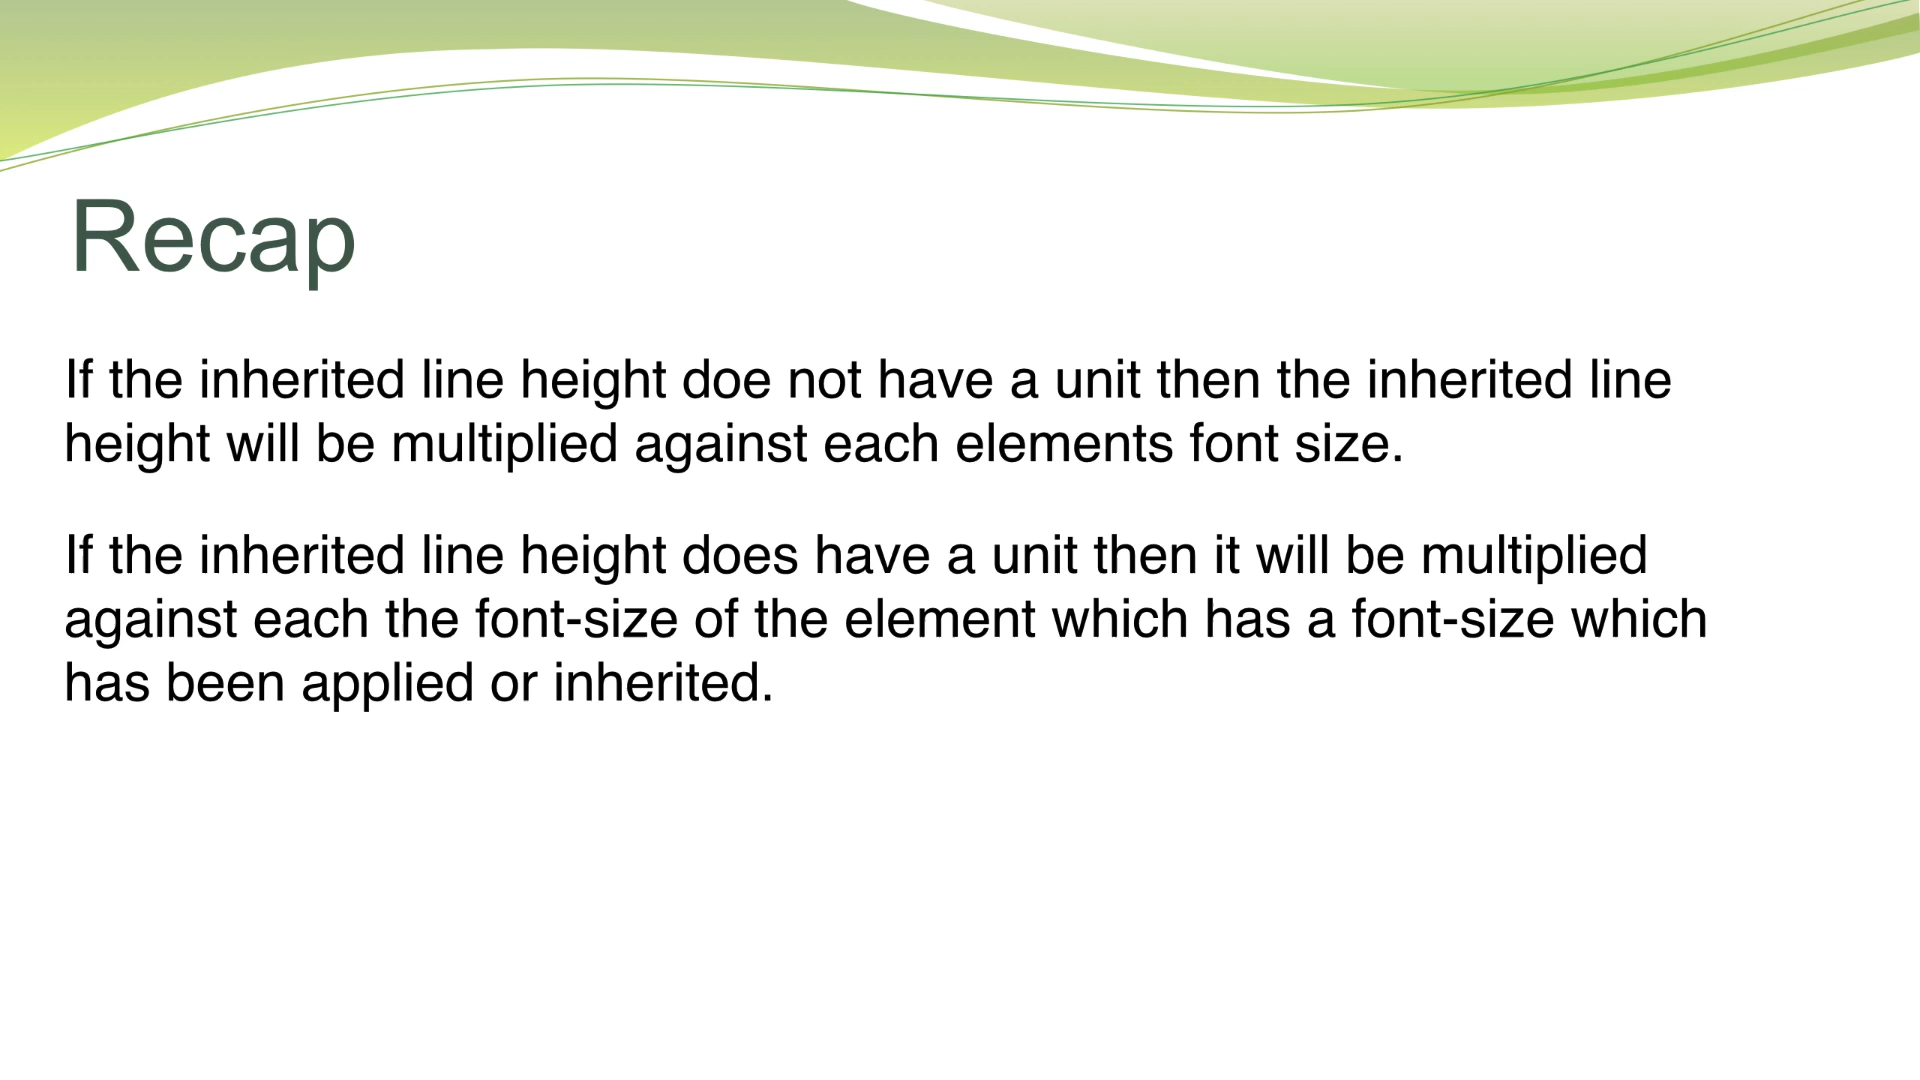 Recap
If the inherited line height doe not have a unit then the inherited line
height will be multiplied against each elements font size.
If the inherited line height does have a unit then it will be multiplied
against each the font-size of the element which has a font-size which
has been applied or inherited.